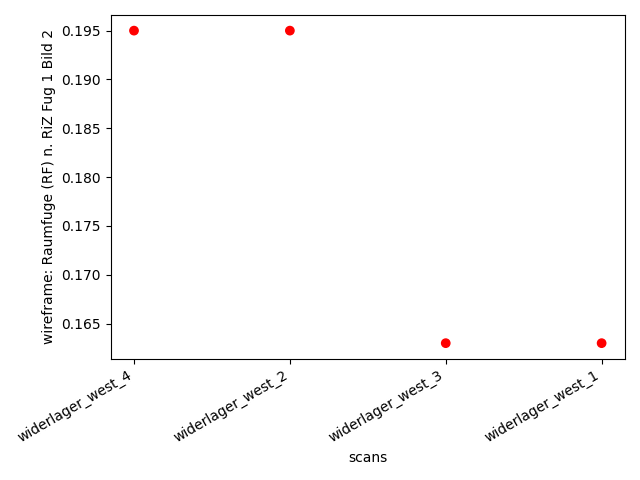 wireframe: Raumfuge (RF) n. RiZ Fug 1 Bild 2
0.195
0.190
0.185
0.180
0.175
0.170
0.165
widerlager_west_4
widerlager_west_2
widerlager_west_3
widerlager_west_1
scans